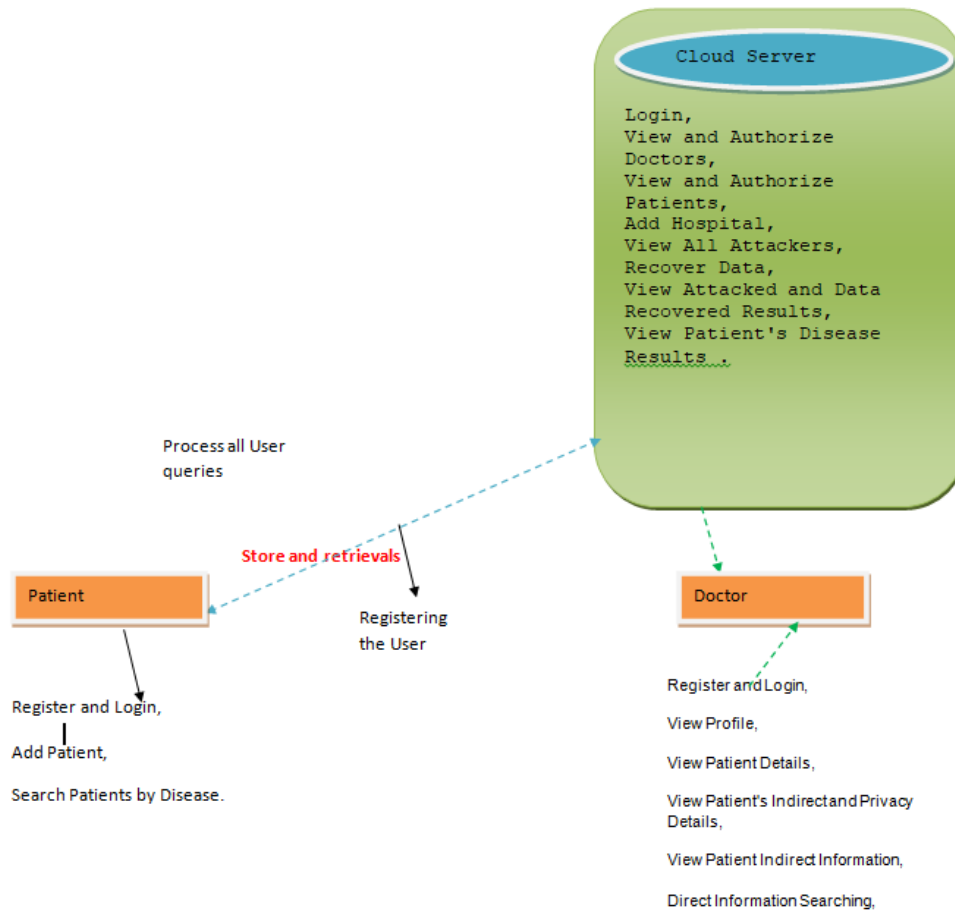 Cloud Server
Login,
View and Authorize
Doctors,
View and Authorize
Patients,
Add Hospital,
View All Attackers,
Recover Data,
View Attacked and Data
Recovered Results,
View Patient's Disease
Results .
Process all User
queries
Store and retrievals
Patient
Registering
the User
Doctor
Register and Login,
Add Patient,
Search Patients by Disease.
Register and Login,
View Profile,
View Patient Details,
View Patient's Indirect and Privacy
Details,
View Patient Indirect Information,
Direct Information Searching,